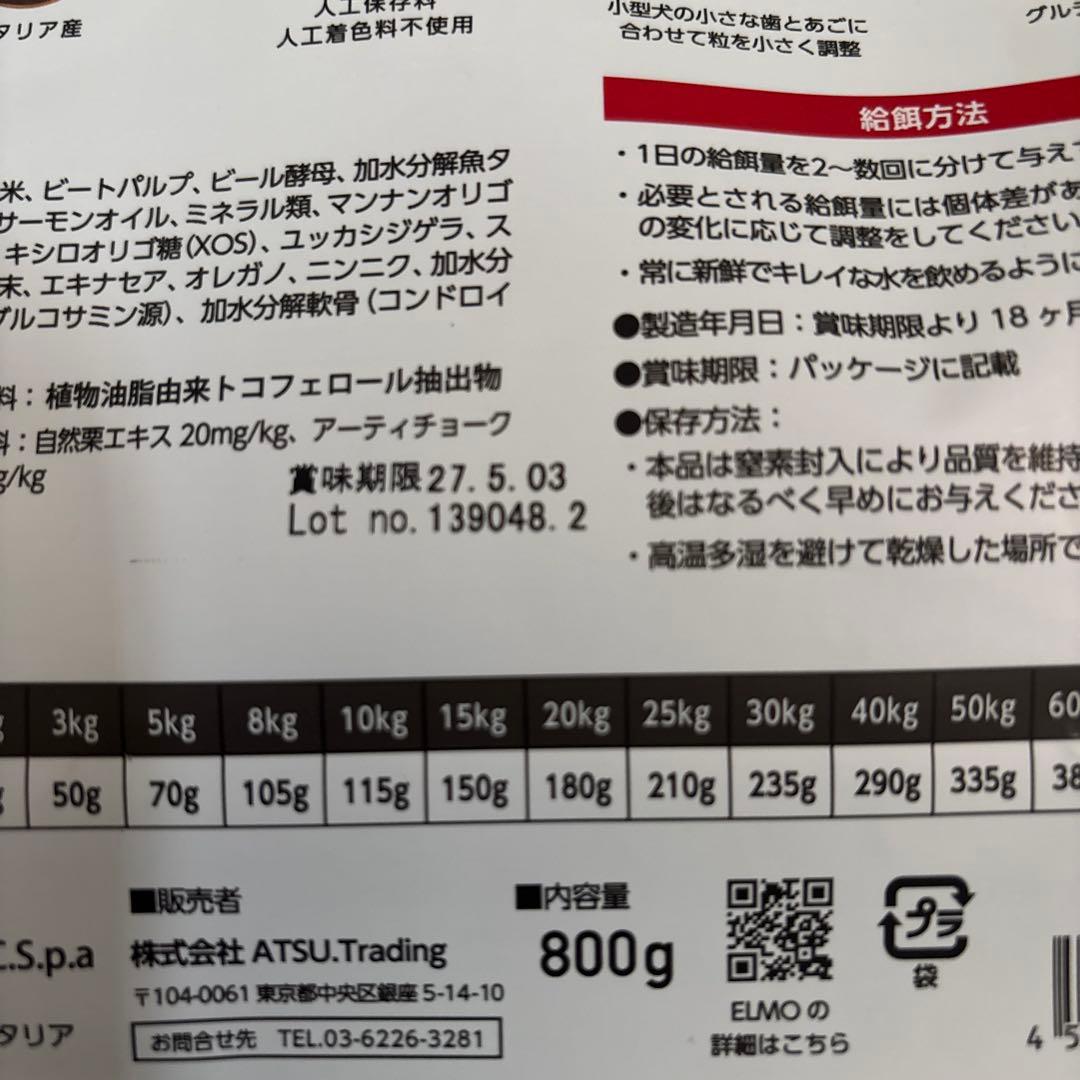 タリア産
人工保存料
人工着色料不使用
小型犬の小さな歯とあごに
合わせて粒を小さく調整
グルテ
給餌方法
米、ビートパルプ、ビール酵母、加水分解魚タ
サーモンオイル、ミネラル類、マンナンオリゴ
キシロオリゴ糖(XOS)、ユッカシジゲラ、ス
末、エキナセア、オレガノ、ニンニク、加水分
グルコサミン源)、加水分解軟骨(コンドロイ
料：植物油脂由来トコフェロール抽出物
料：自然栗エキス 20mg/kg、アーティチョーク
g/kg
賞味期限27.5.03
Lot no.139048.2
・1日の給餌量を2〜数回に分けて与えて
・必要とされる給餌量には個体差があ
の変化に応じて調整をしてください
・常に新鮮でキレイな水を飲めるように
●製造年月日：賞味期限より 18ヶ月
●賞味期限：パッケージに記載
●保存方法：
・本品は窒素封入により品質を維持
後はなるべく早めにお与えくださ
・高温多湿を避けて乾燥した場所で
g 3kg 5kg 8kg 10kg 15kg 20kg 25kg 30kg 40kg 50kg 60
g 50g 70g 105g 115g 150g 180g 210g 235g 290g 335g 38
C.S.p.a
タリア
■販売者
株式会社 ATSU.Trading
〒104-0061 東京都中央区銀座 5-14-10
お問合せ先 TEL.03-6226-3281
■内容量
800g
ELMO の
詳細はこちら
プラ
袋
4 5